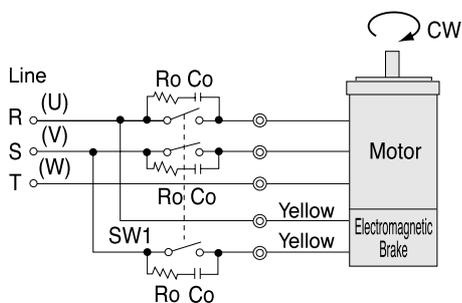 CW
Line
Ro Co
R (U)
S (V)
T (W)
Motor
Ro Co
Yellow
Electromagnetic
Brake
SW1
Yellow
Ro Co